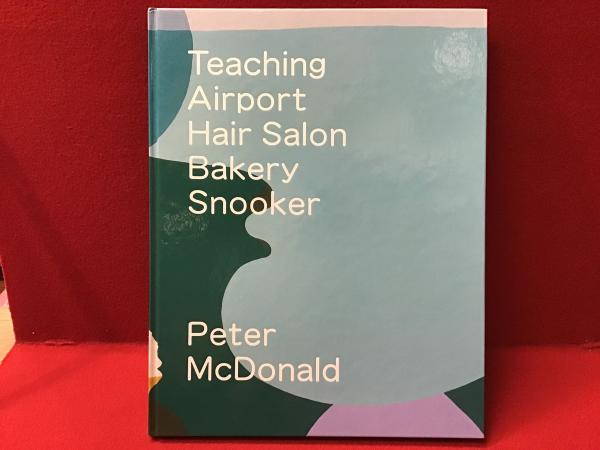 Teaching
Airport
Hair Salon
Bakery
Snooker
Peter
McDonald